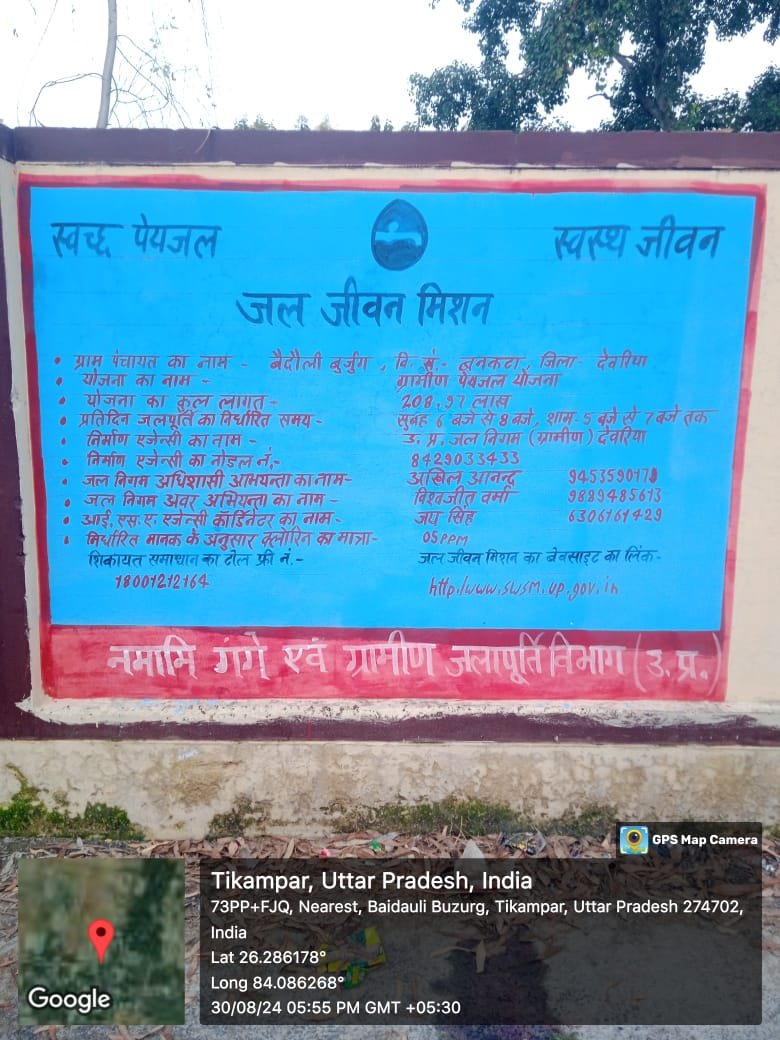 स्वच्छ पेयजल स्वस्थ जीवन
जल जीवन मिशन
• ग्राम पंचायत का नाम - बैदौली बुर्जुग , वि. खं.- बनकटा , जिला- देवरिया
• योजना का नाम - ग्रामीण पेयजल योजना
• योजना का कुल लागत- 208.97 लाख
• प्रतिदिन जलपूर्ति का निर्धारित समय- सुबह 6 बजे से 8 बजे, शाम- 5 बजे से 7 बजे तक
• निर्माण एजेन्सी का नाम - उ. प्र. जल निगम (ग्रामीण) देवरिया
• निर्माण एजेन्सी का नोडल नं.- 8429033433
• जल निगम अधिशासी अभियन्ता का नाम- अखिल आनन्द
• जल निगम अवर अभियन्ता का नाम - विश्वजीत वर्मा 9889485613
• आई. एस. ए. एजेन्सी कोर्डिनेटर का नाम- जय सिंह 6306161429
• निर्धारित मानक के अनुसार क्लोरिन का मात्रा- 05 PPM
शिकायत समाधान का टोल फ्री नं.- जल जीवन मिशन का बेवसाइट का लिंक-
18001212164 http.//www.swsm.up.gov.in
नमामि गंगे एवं ग्रामीण जलापूर्ति विभाग (उ. प्र.)
GPS Map Camera
Tikampar, Uttar Pradesh, India
73PP+FJQ, Nearest, Baidauli Buzurg, Tikampar, Uttar Pradesh 274702,
India
Lat 26.286178°
Long 84.086268°
30/08/24 05:55 PM GMT +05:30
Google